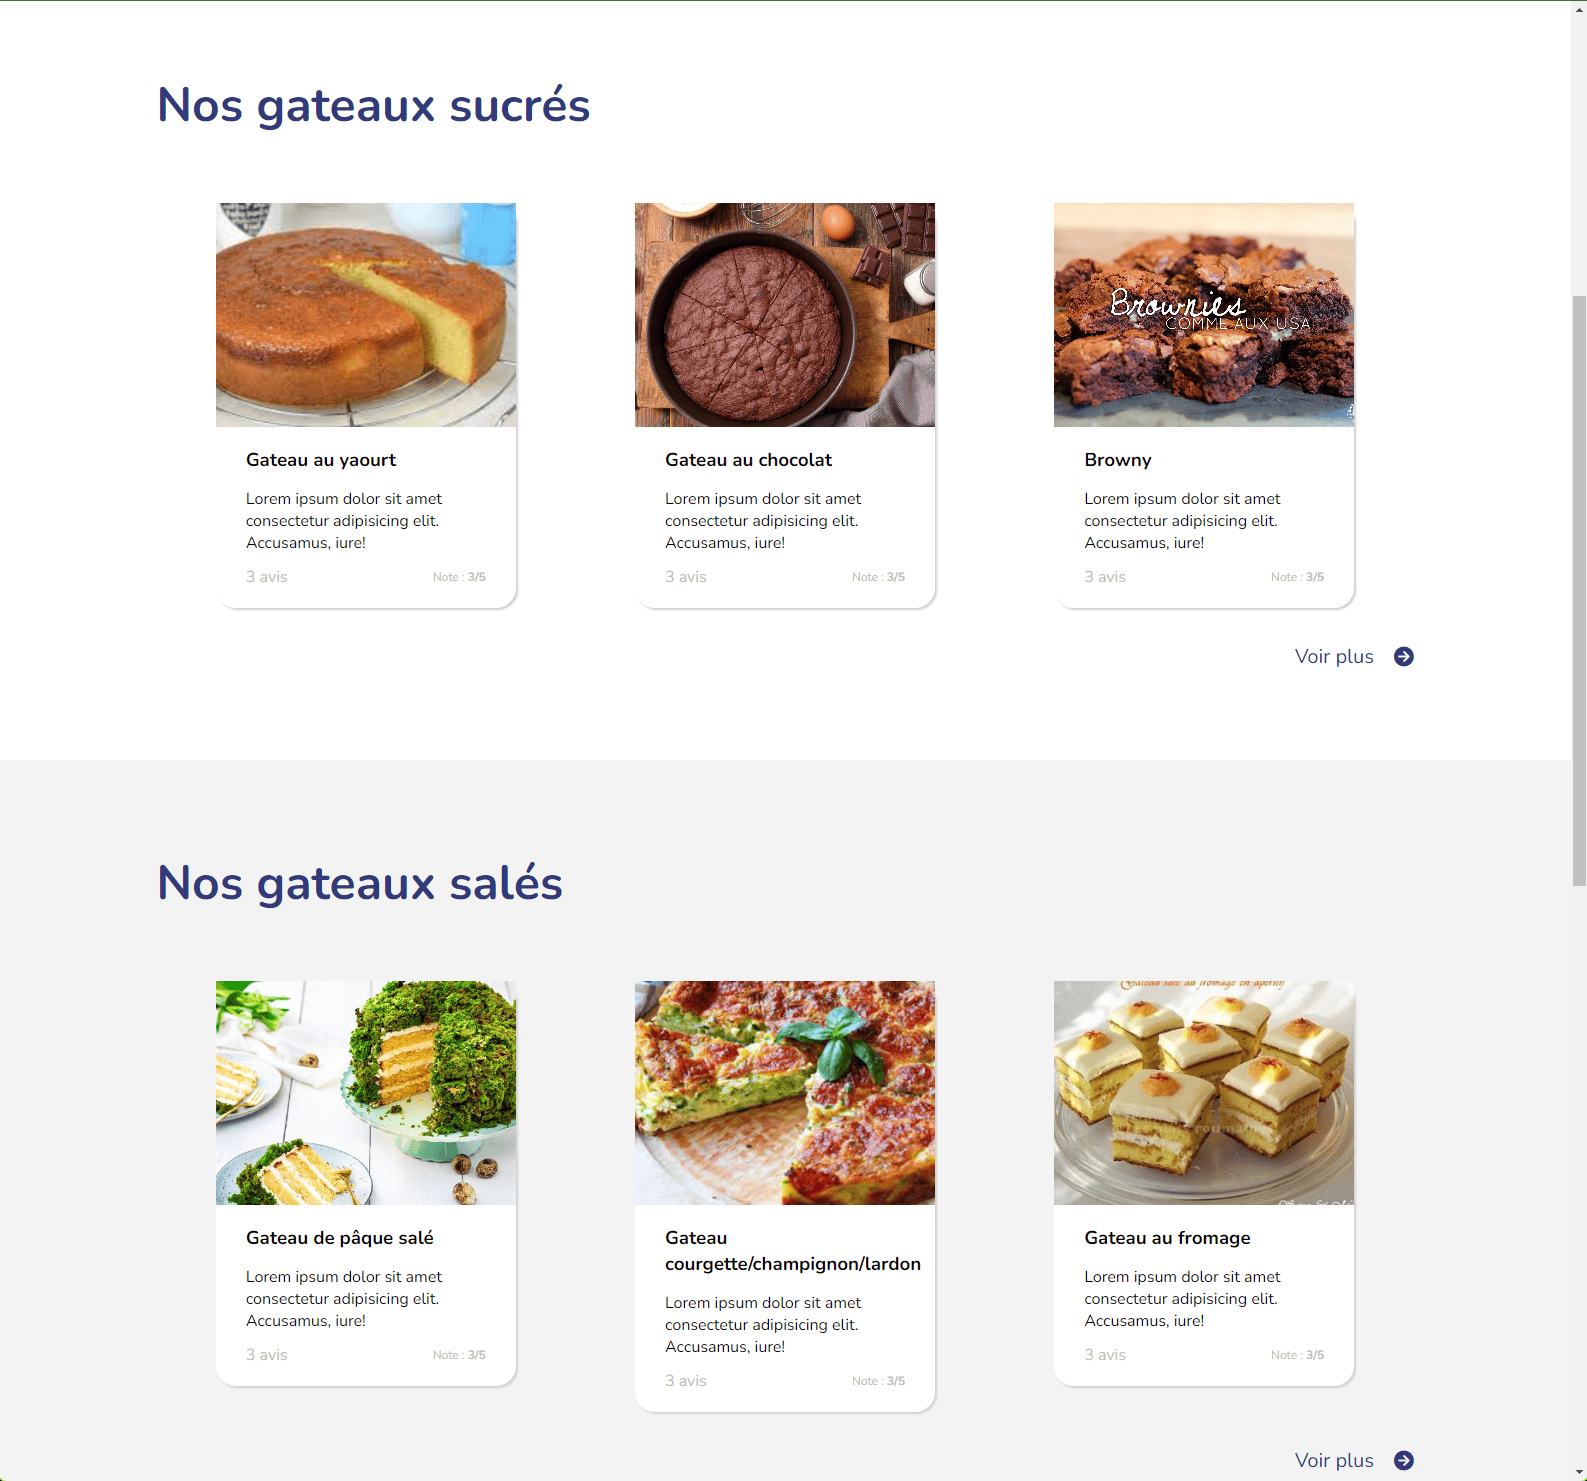 Nos gateaux sucrés
Brownies
COMME AUX USA
Gateau au yaourt
Lorem ipsum dolor sit amet
consectetur adipisicing elit.
Accusamus, iure!
3 avis
Note : 3/5
Gateau au chocolat
Lorem ipsum dolor sit amet
consectetur adipisicing elit.
Accusamus, iure!
3 avis
Note : 3/5
Browny
Lorem ipsum dolor sit amet
consectetur adipisicing elit.
Accusamus, iure!
3 avis
Note : 3/5
Voir plus
Nos gateaux salés
Gateau salé au fromage en apéritif
Gateau de pâque salé
Lorem ipsum dolor sit amet
consectetur adipisicing elit.
Accusamus, iure!
3 avis
Note : 3/5
Gateau
courgette/champignon/lardon
Lorem ipsum dolor sit amet
consectetur adipisicing elit.
Accusamus, iure!
3 avis
Note : 3/5
Gateau au fromage
Lorem ipsum dolor sit amet
consectetur adipisicing elit.
Accusamus, iure!
3 avis
Note : 3/5
Voir plus